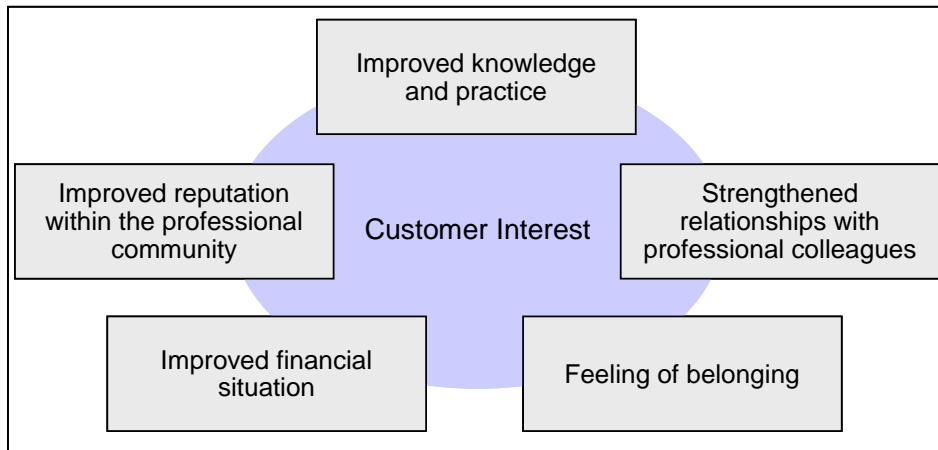 Improved knowledge
and practice
Improved reputation
within the professional
community
Customer Interest
Strengthened
relationships with
professional colleagues
Improved financial
situation
Feeling of belonging